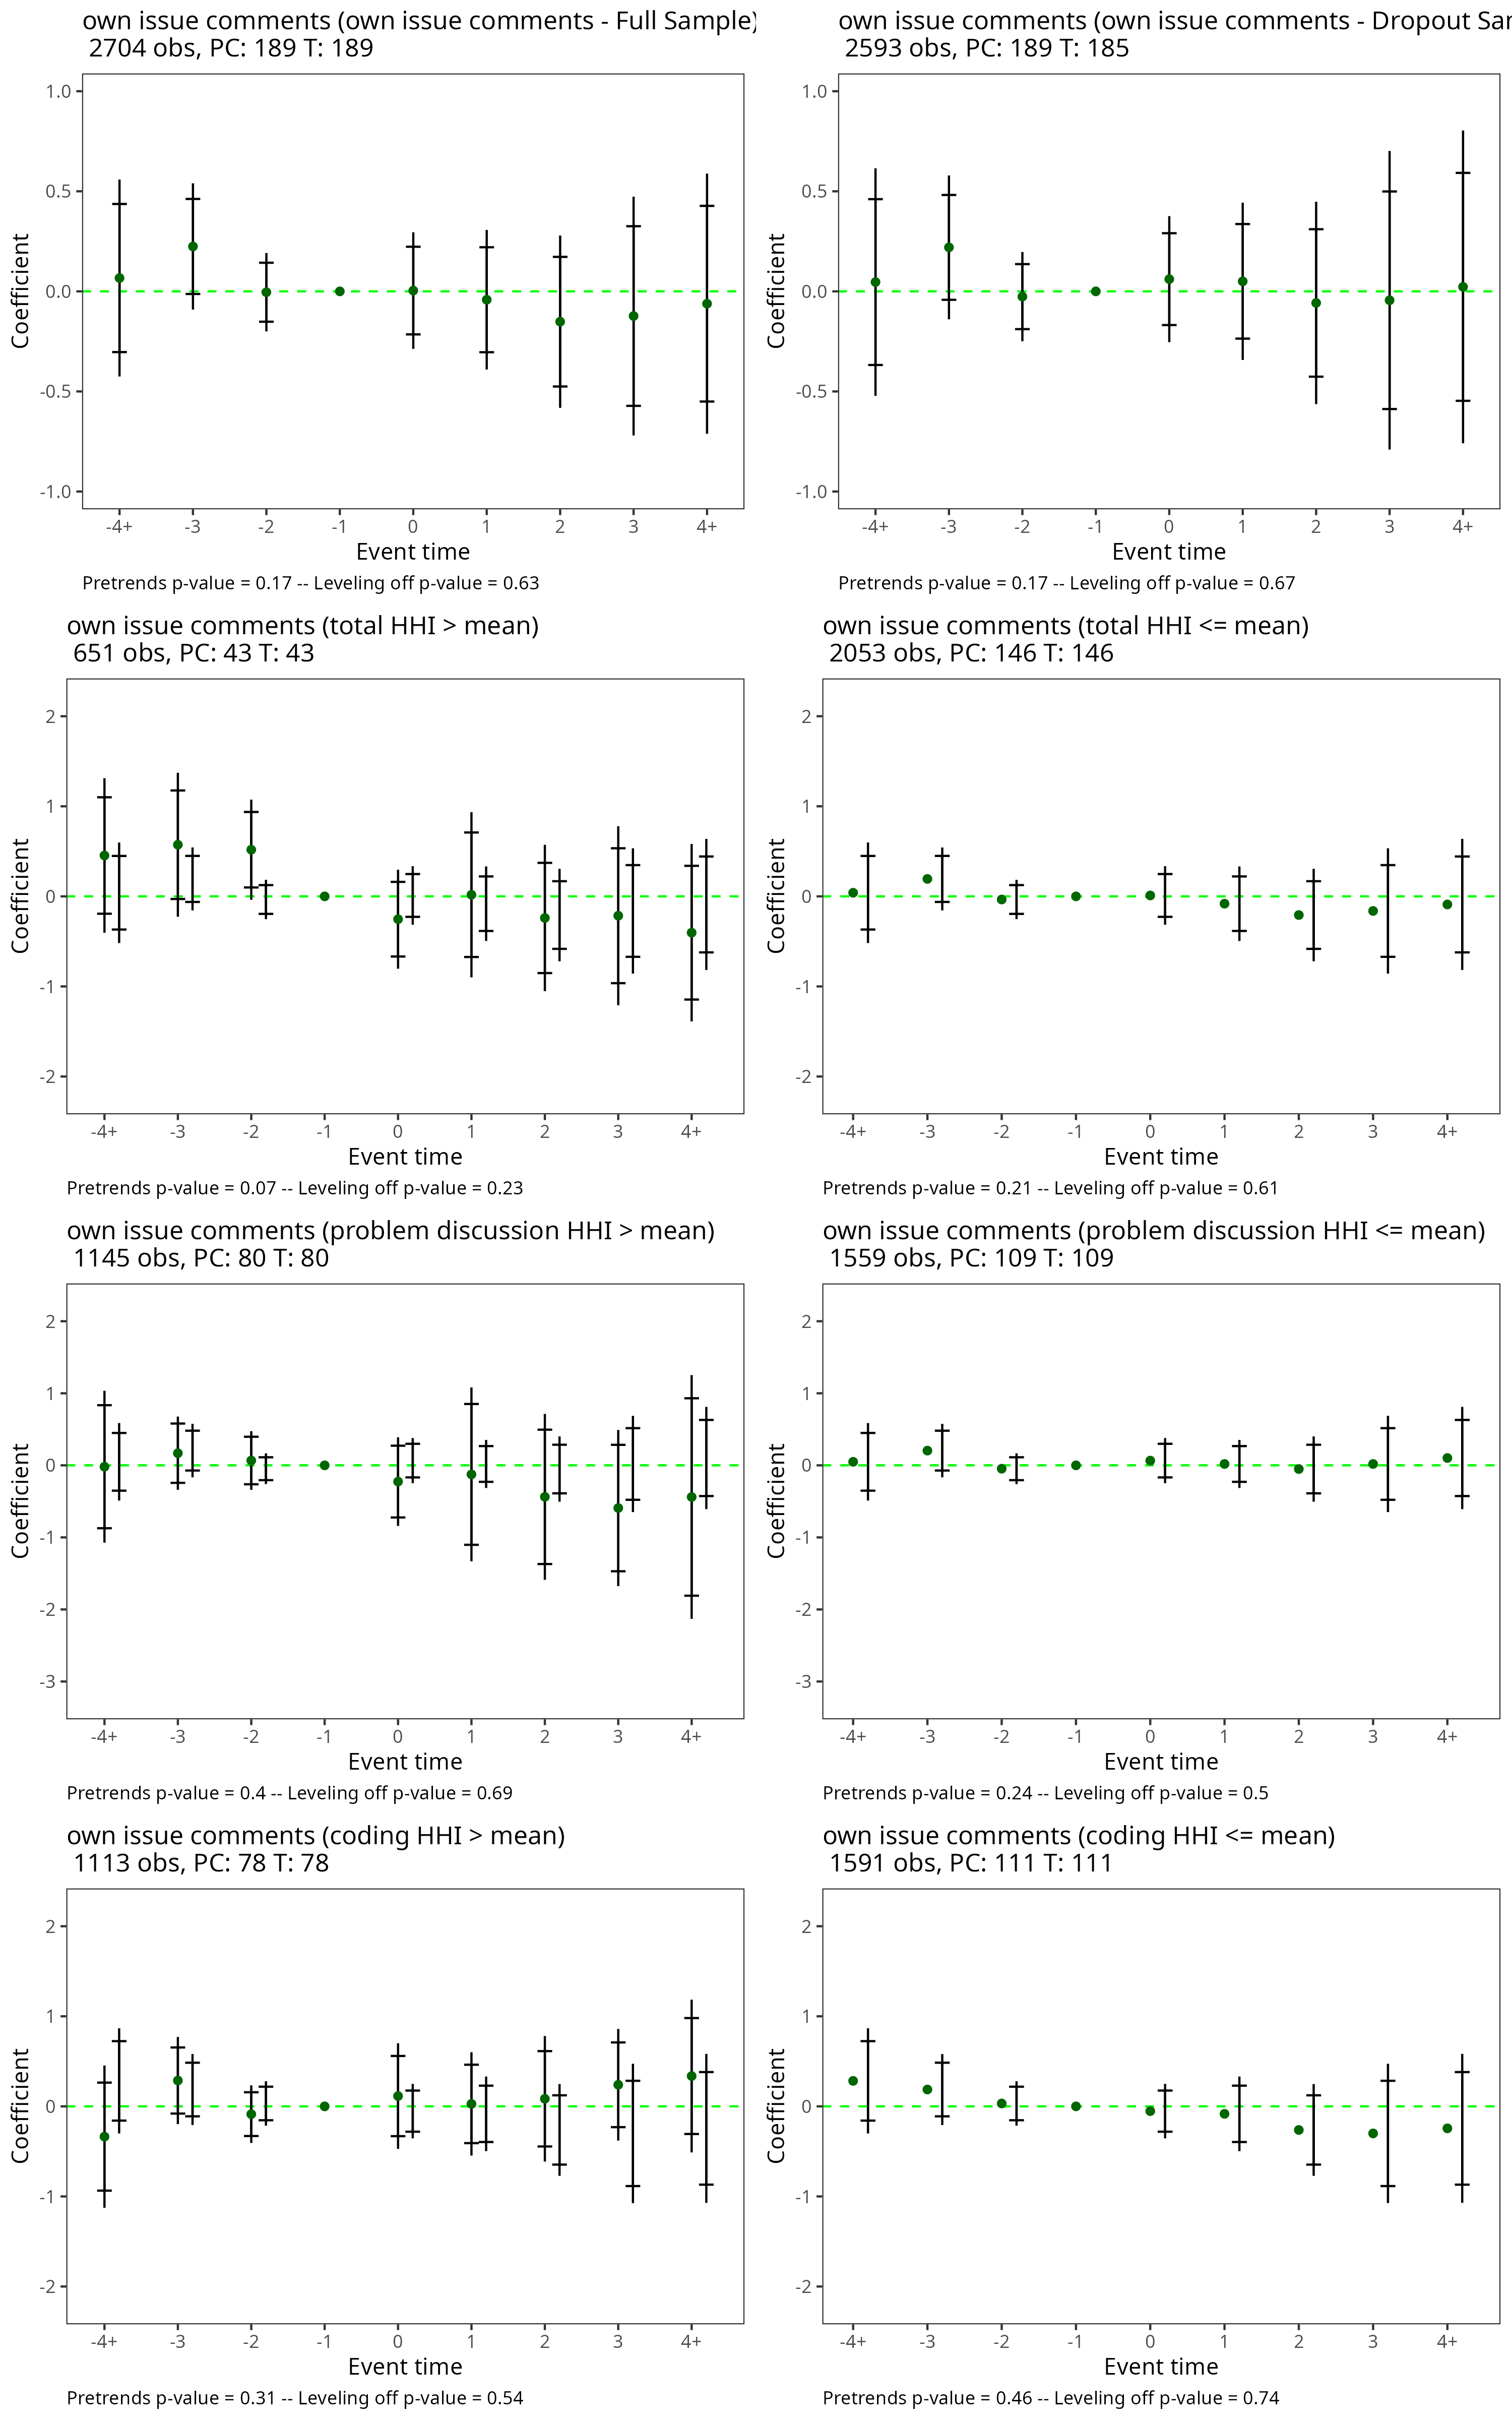 own issue comments (own issue comments - Full Sample)
2704 obs, PC: 189 T: 189
1.0
0.5
0.0
-0.5
-1.0
Coefficient
-4+ -3 -2 -1 0 1 2 3 4+
Event time
Pretrends p-value = 0.17 -- Leveling off p-value = 0.63
own issue comments (own issue comments - Dropout Sar
2593 obs, PC: 189 T: 185
1.0
0.5
0.0
-0.5
-1.0
Coefficient
-4+ -3 -2 -1 0 1 2 3 4+
Event time
Pretrends p-value = 0.17 -- Leveling off p-value = 0.67
own issue comments (total HHI > mean)
651 obs, PC: 43 T: 43
2
1
0
-1
-2
Coefficient
-4+ -3 -2 -1 0 1 2 3 4+
Event time
Pretrends p-value = 0.07 -- Leveling off p-value = 0.23
own issue comments (total HHI <= mean)
2053 obs, PC: 146 T: 146
2
1
0
-1
-2
Coefficient
-4+ -3 -2 -1 0 1 2 3 4+
Event time
Pretrends p-value = 0.21 -- Leveling off p-value = 0.61
own issue comments (problem discussion HHI > mean)
1145 obs, PC: 80 T: 80
2
1
0
-1
-2
-3
Coefficient
-4+ -3 -2 -1 0 1 2 3 4+
Event time
Pretrends p-value = 0.4 -- Leveling off p-value = 0.69
own issue comments (problem discussion HHI <= mean)
1559 obs, PC: 109 T: 109
2
1
0
-1
-2
-3
Coefficient
-4+ -3 -2 -1 0 1 2 3 4+
Event time
Pretrends p-value = 0.24 -- Leveling off p-value = 0.5
own issue comments (coding HHI > mean)
1113 obs, PC: 78 T: 78
2
1
0
-1
-2
Coefficient
-4+ -3 -2 -1 0 1 2 3 4+
Event time
Pretrends p-value = 0.31 -- Leveling off p-value = 0.54
own issue comments (coding HHI <= mean)
1591 obs, PC: 111 T: 111
2
1
0
-1
-2
Coefficient
-4+ -3 -2 -1 0 1 2 3 4+
Event time
Pretrends p-value = 0.46 -- Leveling off p-value = 0.74